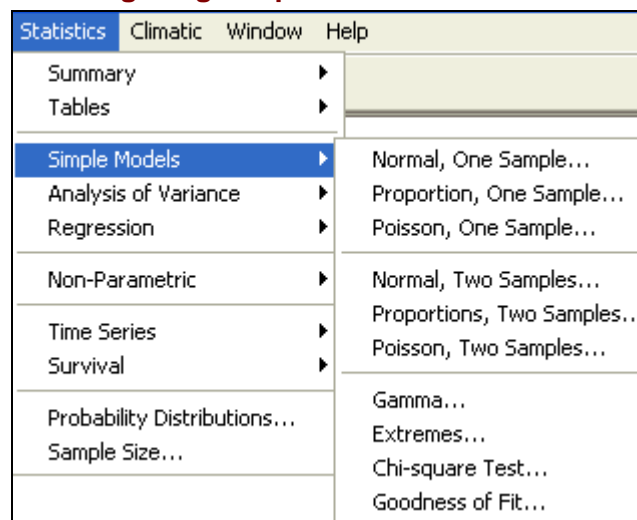 Statistics Climatic Window Help
Summary
Tables
Simple Models
Analysis of Variance
Regression
Non-Parametric
Time Series
Survival
Probability Distributions...
Sample Size...
Normal, One Sample...
Proportion, One Sample...
Poisson, One Sample...
Normal, Two Samples...
Proportions, Two Samples..
Poisson, Two Samples...
Gamma...
Extremes...
Chi-square Test...
Goodness of Fit...